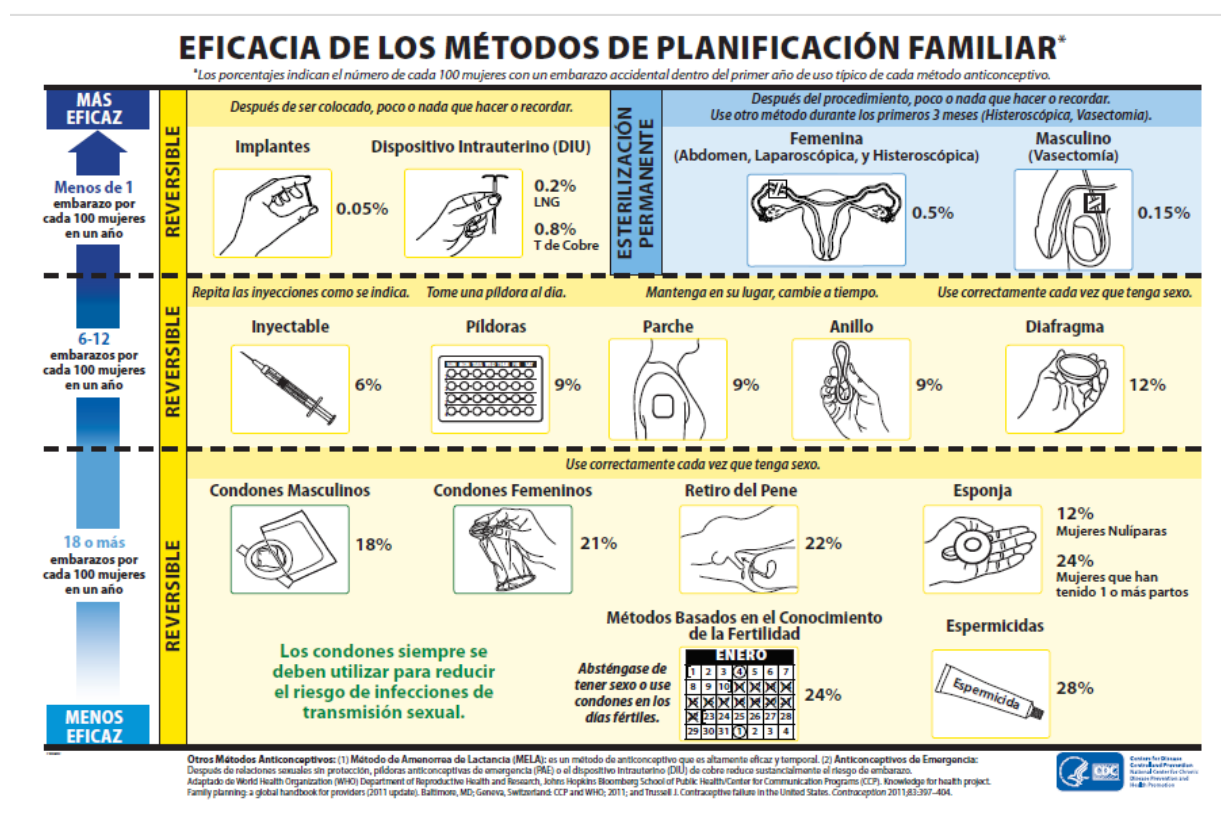 EFICACIA DE LOS MÉTODOS DE PLANIFICACIÓN FAMILIAR*
*Los porcentajes indican el número de cada 100 mujeres con un embarazo accidental dentro del primer año de uso típico de cada método anticonceptivo.
MÁS
EFICAZ
Menos de 1
embarazo por
cada 100 mujeres
en un año
REVERSIBLE
Después de ser colocado, poco o nada que hacer o recordar.
Implantes
0.05%
Dispositivo Intrauterino (DIU)
0.2%
LNG
0.8%
T de Cobre
ESTERILIZACIÓN
PERMANENTE
Después del procedimiento, poco o nada que hacer o recordar.
Use otro método durante los primeros 3 meses (Histeroscópica, Vasectomia).
Femenina
(Abdomen, Laparoscópica, y Histeroscópica)
0.5%
Masculino
(Vasectomía)
0.15%
6-12
embarazos por
cada 100 mujeres
en un año
REVERSIBLE
Repita las inyecciones como se indica.
Tome una píldora al dia.
Mantenga en su lugar, cambie a tiempo.
Use correctamente cada vez que tenga sexo.
Inyectable
6%
Píldoras
9%
Parche
9%
Anillo
9%
Diafragma
12%
18 o más
embarazos por
cada 100 mujeres
en un año
REVERSIBLE
Use correctamente cada vez que tenga sexo.
Condones Masculinos
18%
Condones Femeninos
21%
Retiro del Pene
22%
Esponja
12%
Mujeres Nulíparas
24%
Mujeres que han
tenido 1 o más partos
Los condones siempre se
deben utilizar para reducir
el riesgo de infecciones de
transmisión sexual.
Métodos Basados en el Conocimiento
de la Fertilidad
Absténgase de
tener sexo o use
condones en los
días fértiles.
ENERO
1 2 3 4 5 6 7
8 9 10
23 24 25 26 27 28
29 30 31 1 2 3 4
24%
Espermicidas
Espermicida
28%
MENOS
EFICAZ
Otros Métodos Anticonceptivos: (1) Método de Amenorrea de Lactancia (MELA): es un método de anticonceptivo que es altamente eficaz y temporal. (2) Anticonceptivos de Emergencia:
Después de relaciones sexuales sin protección, píldoras anticonceptivas de emergencia (PAE) o el dispositivo intrauterino (DIU) de cobre reduce sustancialmente el riesgo de embarazo.
Adaptado de World Health Organization (WHO) Department of Reproductive Health and Research, Johns Hopkins Bloomberg School of Public Health/Center for Communication Programs (CCP). Knowledge for health project.
Family planning: a global handbook for providers (2011 update). Baltimore, MD; Geneva, Switzerland: CCP and WHO; 2011; and Trussell J. Contraceptive failure in the United States. Contraception 2011;83:397–404.
CDC
Centers for Disease
Control and Prevention
National Center for Chronic
Disease Prevention and
Health Promotion